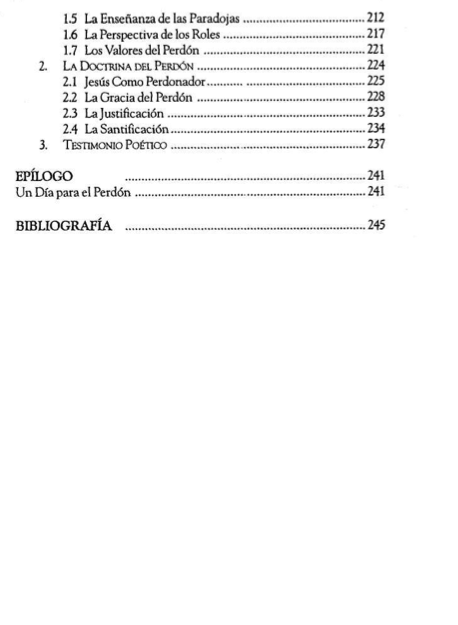 1.5 La Enseñanza de las Paradojas ............................................. 212
1.6 La Perspectiva de los Roles .................................................. 217
1.7 Los Valores del Perdón .......................................................... 221
2. LA DOCTRINA DEL PERDÓN .................................................. 224
2.1 Jesús Como Perdonador........... ..................................... 225
2.2 La Gracia del Perdón .................................................. 228
2.3 La Justificación ........................................................... 233
2.4 La Santificación.......................................................... 234
3. TESTIMONIO POÉTICO .......................................................... 237
EPÍLOGO ........................................................................ 241
Un Día para el Perdón ..................................................................... 241
BIBLIOGRAFÍA ........................................................................ 245